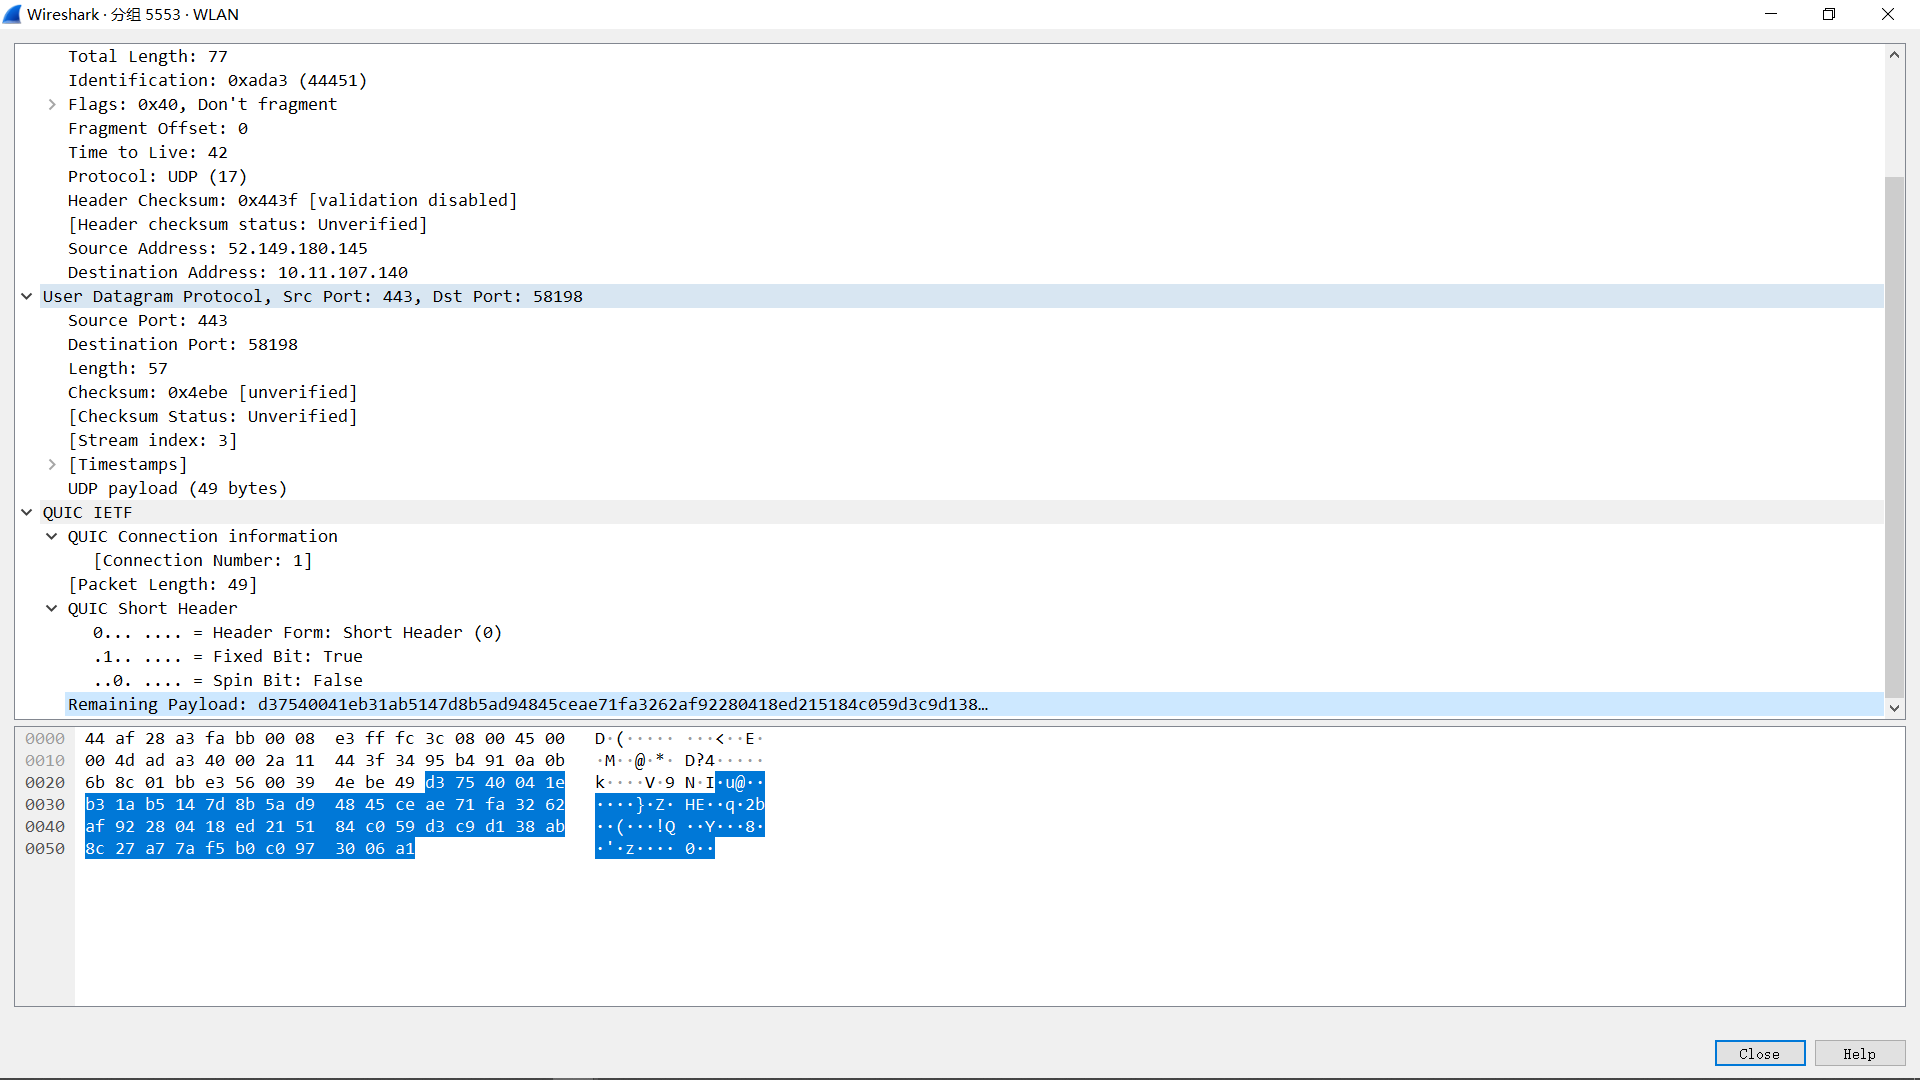 Wireshark · 分组 5553 · WLAN
Total Length: 77
Identification: 0xada3 (44451)
Flags: 0x40, Don't fragment
Fragment Offset: 0
Time to Live: 42
Protocol: UDP (17)
Header Checksum: 0x443f [validation disabled]
[Header checksum status: Unverified]
Source Address: 52.149.180.145
Destination Address: 10.11.107.140
User Datagram Protocol, Src Port: 443, Dst Port: 58198
Source Port: 443
Destination Port: 58198
Length: 57
Checksum: 0x4ebe [unverified]
[Checksum Status: Unverified]
[Stream index: 3]
[Timestamps]
UDP payload (49 bytes)
QUIC IETF
QUIC Connection information
[Connection Number: 1]
[Packet Length: 49]
QUIC Short Header
0... .... = Header Form: Short Header (0)
.1.. .... = Fixed Bit: True
..0. .... = Spin Bit: False
Remaining Payload: d37540041eb31ab5147d8b5ad94845ceae71fa3262af92280418ed215184c059d3c9d138…
0000 44 af 28 a3 fa bb 00 08 e3 ff fc 3c 08 00 45 00 D·(····· ···<··E·
0010 00 4d ad a3 40 00 2a 11 44 3f 34 95 b4 91 0a 0b ·M··@·*· D?4·····
0020 6b 8c 01 bb e3 56 00 39 4e be 49 d3 75 40 04 1e k····V·9 N·I·u@··
0030 b3 1a b5 14 7d 8b 5a d9 48 45 ce ae 71 fa 32 62 ····}·Z· HE··q·2b
0040 af 92 28 04 18 ed 21 51 84 c0 59 d3 c9 d1 38 ab ··(···!Q ··Y···8·
0050 8c 27 a7 7a f5 b0 c0 97 30 06 a1 ·'·z···· 0··
Close
Help